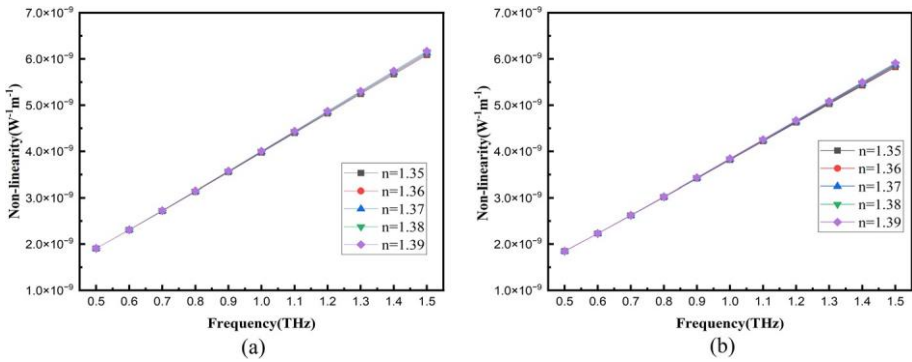 7.0×10⁻⁹
6.0×10⁻⁹
5.0×10⁻⁹
4.0×10⁻⁹
3.0×10⁻⁹
2.0×10⁻⁹
1.0×10⁻⁹
Non-linearity(W⁻¹m⁻¹)
n=1.35
n=1.36
n=1.37
n=1.38
n=1.39
0.5 0.6 0.7 0.8 0.9 1.0 1.1 1.2 1.3 1.4 1.5
Frequency(THz)
(a)
7.0×10⁻⁹
6.0×10⁻⁹
5.0×10⁻⁹
4.0×10⁻⁹
3.0×10⁻⁹
2.0×10⁻⁹
1.0×10⁻⁹
Non-linearity(W⁻¹m⁻¹)
n=1.35
n=1.36
n=1.37
n=1.38
n=1.39
0.5 0.6 0.7 0.8 0.9 1.0 1.1 1.2 1.3 1.4 1.5
Frequency(THz)
(b)